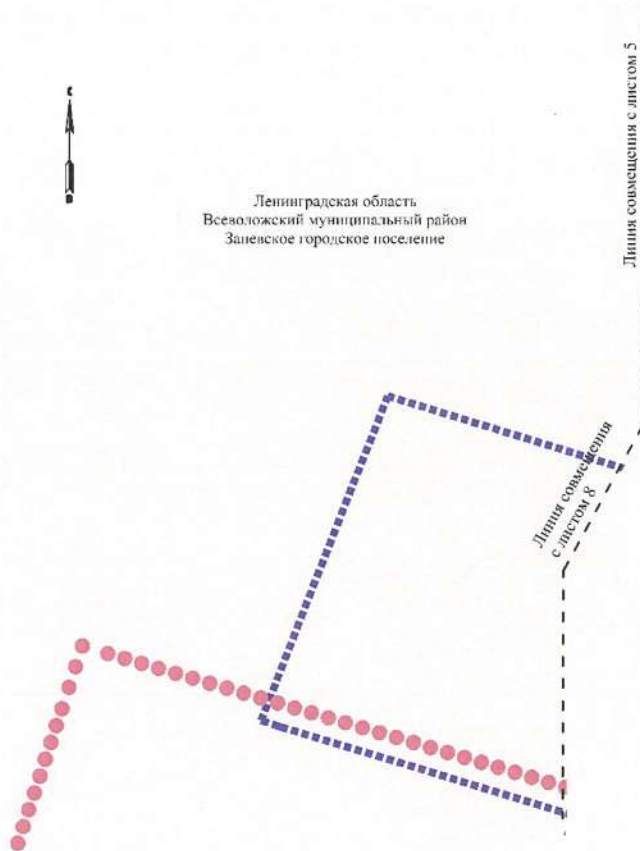 Линия совмещения с листом 5
с
Ленинградская область
Всеволожский муниципальный район
Заневское городское поселение
Линия совмещения
с листом 8